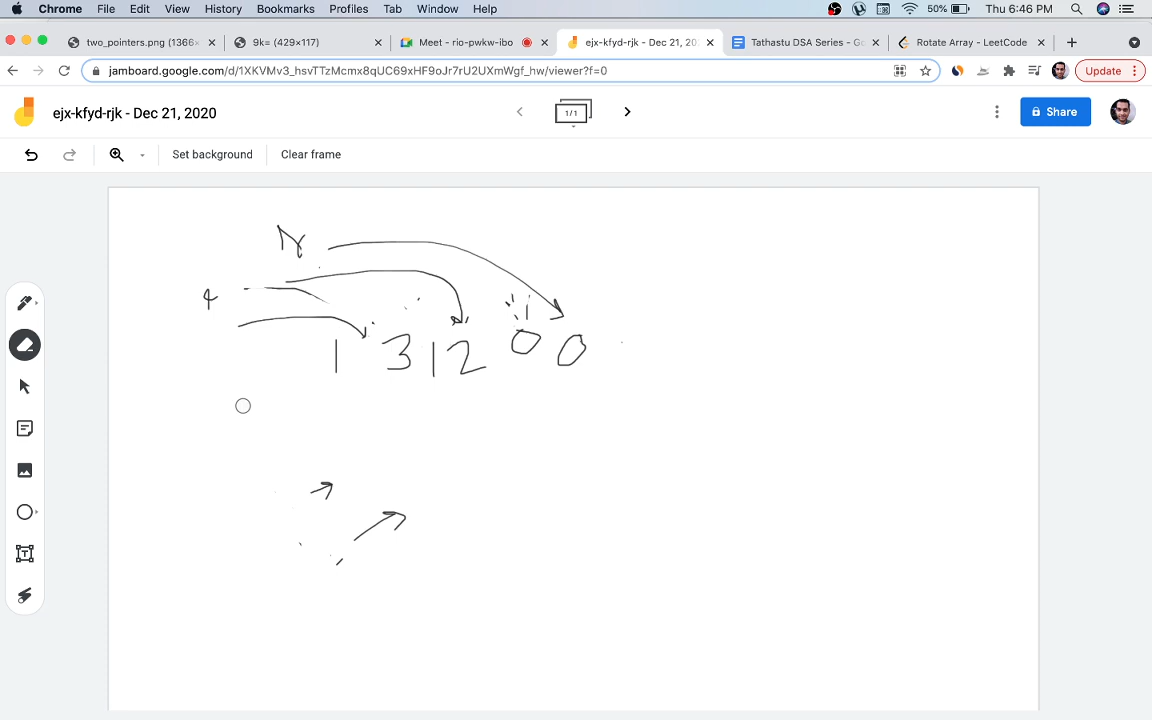 Chrome File Edit View History Bookmarks Profiles Tab Window Help 50% Thu 6:46 PM
two_pointers.png (1366× 9k= (429×117) Meet - rio-pwkw-ibo ejx-kfyd-rjk - Dec 21, 20 Tathastu DSA Series - Go Rotate Array - LeetCode
jamboard.google.com/d/1XKVMv3_hsvTTzMcmx8qUC69xHF9oJr7rU2UXmWgf_hw/viewer?f=0 Update
ejx-kfyd-rjk - Dec 21, 2020 1/1 Share
Set background Clear frame
1 3 1 2 0 0